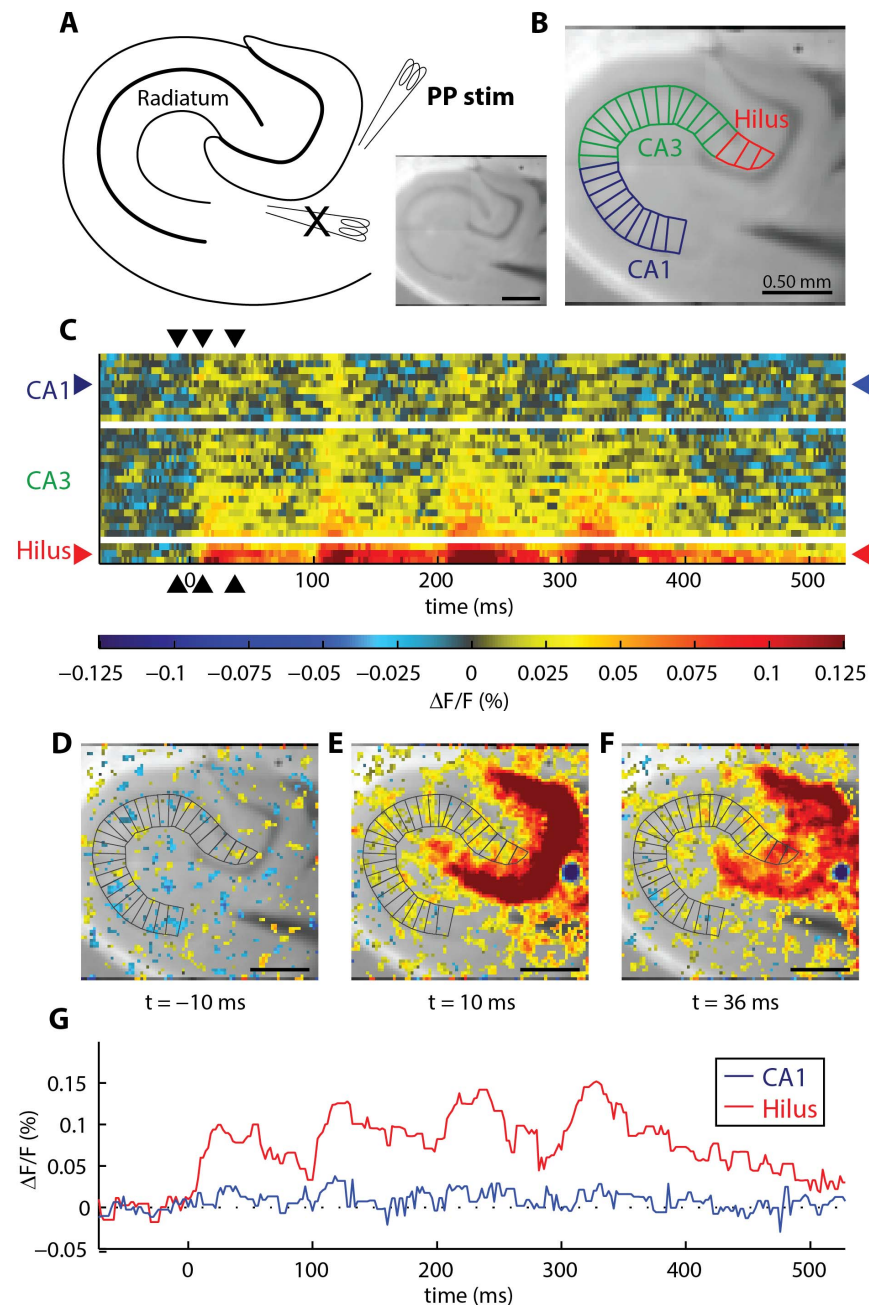 A
Radiatum
PP stim
X
B
Hilus
CA3
CA1
0.50 mm
C
CA1
CA3
Hilus
0 100 200 300 400 500
time (ms)
−0.125 −0.1 −0.075 −0.05 −0.025 0 0.025 0.05 0.075 0.1 0.125
ΔF/F (%)
D
E
F
t = −10 ms
t = 10 ms
t = 36 ms
G
CA1
Hilus
0.15
0.1
0.05
0
−0.05
ΔF/F (%)
0 100 200 300 400 500
time (ms)